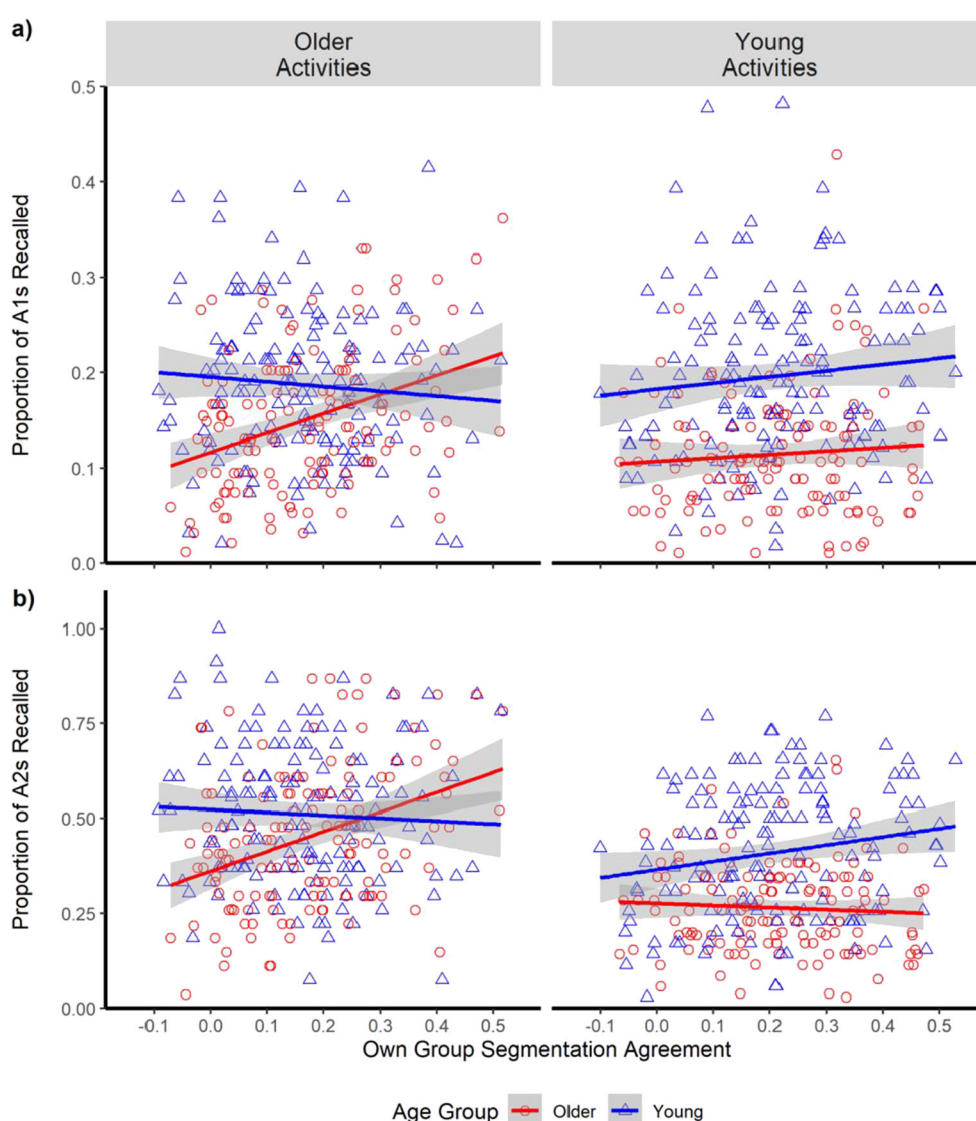 a)
Older
Activities
Young
Activities
0.5
0.4
0.3
0.2
0.1
0.0
Proportion of A1s Recalled
b)
1.00
0.75
0.50
0.25
0.00
Proportion of A2s Recalled
-0.1 0.0 0.1 0.2 0.3 0.4 0.5
-0.1 0.0 0.1 0.2 0.3 0.4 0.5
Own Group Segmentation Agreement
Age Group Older Young